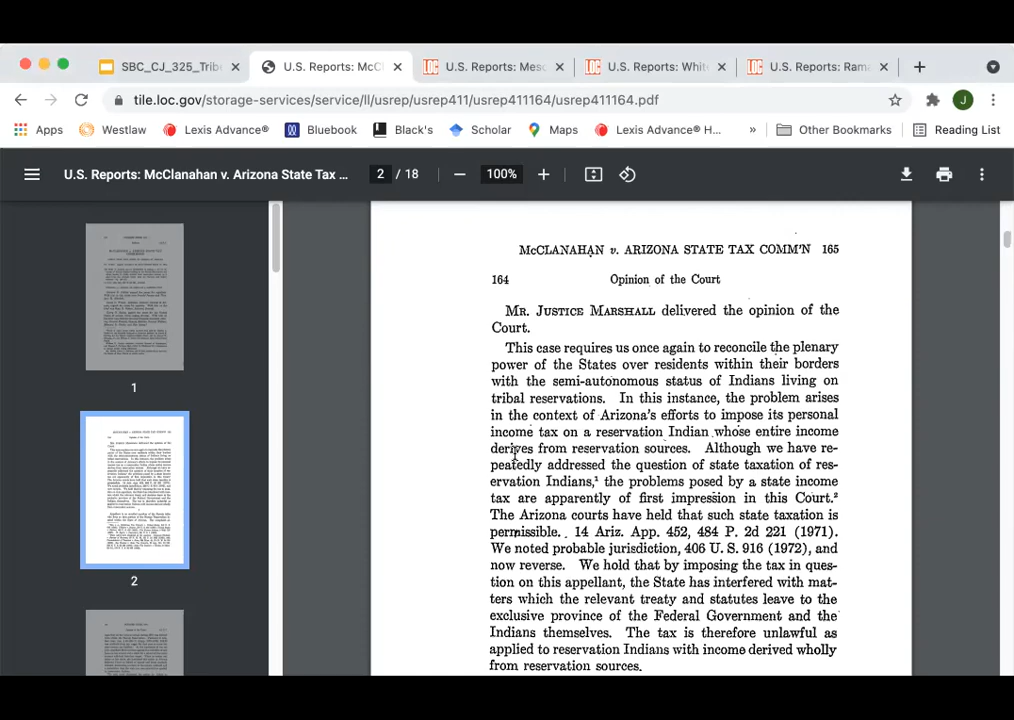 SBC_CJ_325_Tribe
U.S. Reports: McCl
U.S. Reports: Mesc
U.S. Reports: Whit
U.S. Reports: Rama
J
tile.loc.gov/storage-services/service/ll/usrep/usrep411/usrep411164/usrep411164.pdf
Apps
Westlaw
Lexis Advance®
Bluebook
Black's
Scholar
Maps
Lexis Advance® H...
»
Other Bookmarks
Reading List
U.S. Reports: McClanahan v. Arizona State Tax ...
2 / 18
100%
1
2
McCLANAHAN v. ARIZONA STATE TAX COMM'N 165
164 Opinion of the Court
Mr. Justice Marshall delivered the opinion of the
Court.
This case requires us once again to reconcile the plenary
power of the States over residents within their borders
with the semi-autonomous status of Indians living on
tribal reservations. In this instance, the problem arises
in the context of Arizona's efforts to impose its personal
income tax on a reservation Indian whose entire income
derives from reservation sources. Although we have re-
peatedly addressed the question of state taxation of res-
ervation Indians,¹ the problems posed by a state income
tax are apparently of first impression in this Court.²
The Arizona courts have held that such state taxation is
permissible. 14 Ariz. App. 452, 484 P. 2d 221 (1971).
We noted probable jurisdiction, 406 U. S. 916 (1972), and
now reverse. We hold that by imposing the tax in ques-
tion on this appellant, the State has interfered with mat-
ters which the relevant treaty and statutes leave to the
exclusive province of the Federal Government and the
Indians themselves. The tax is therefore unlawful as
applied to reservation Indians with income derived wholly
from reservation sources.